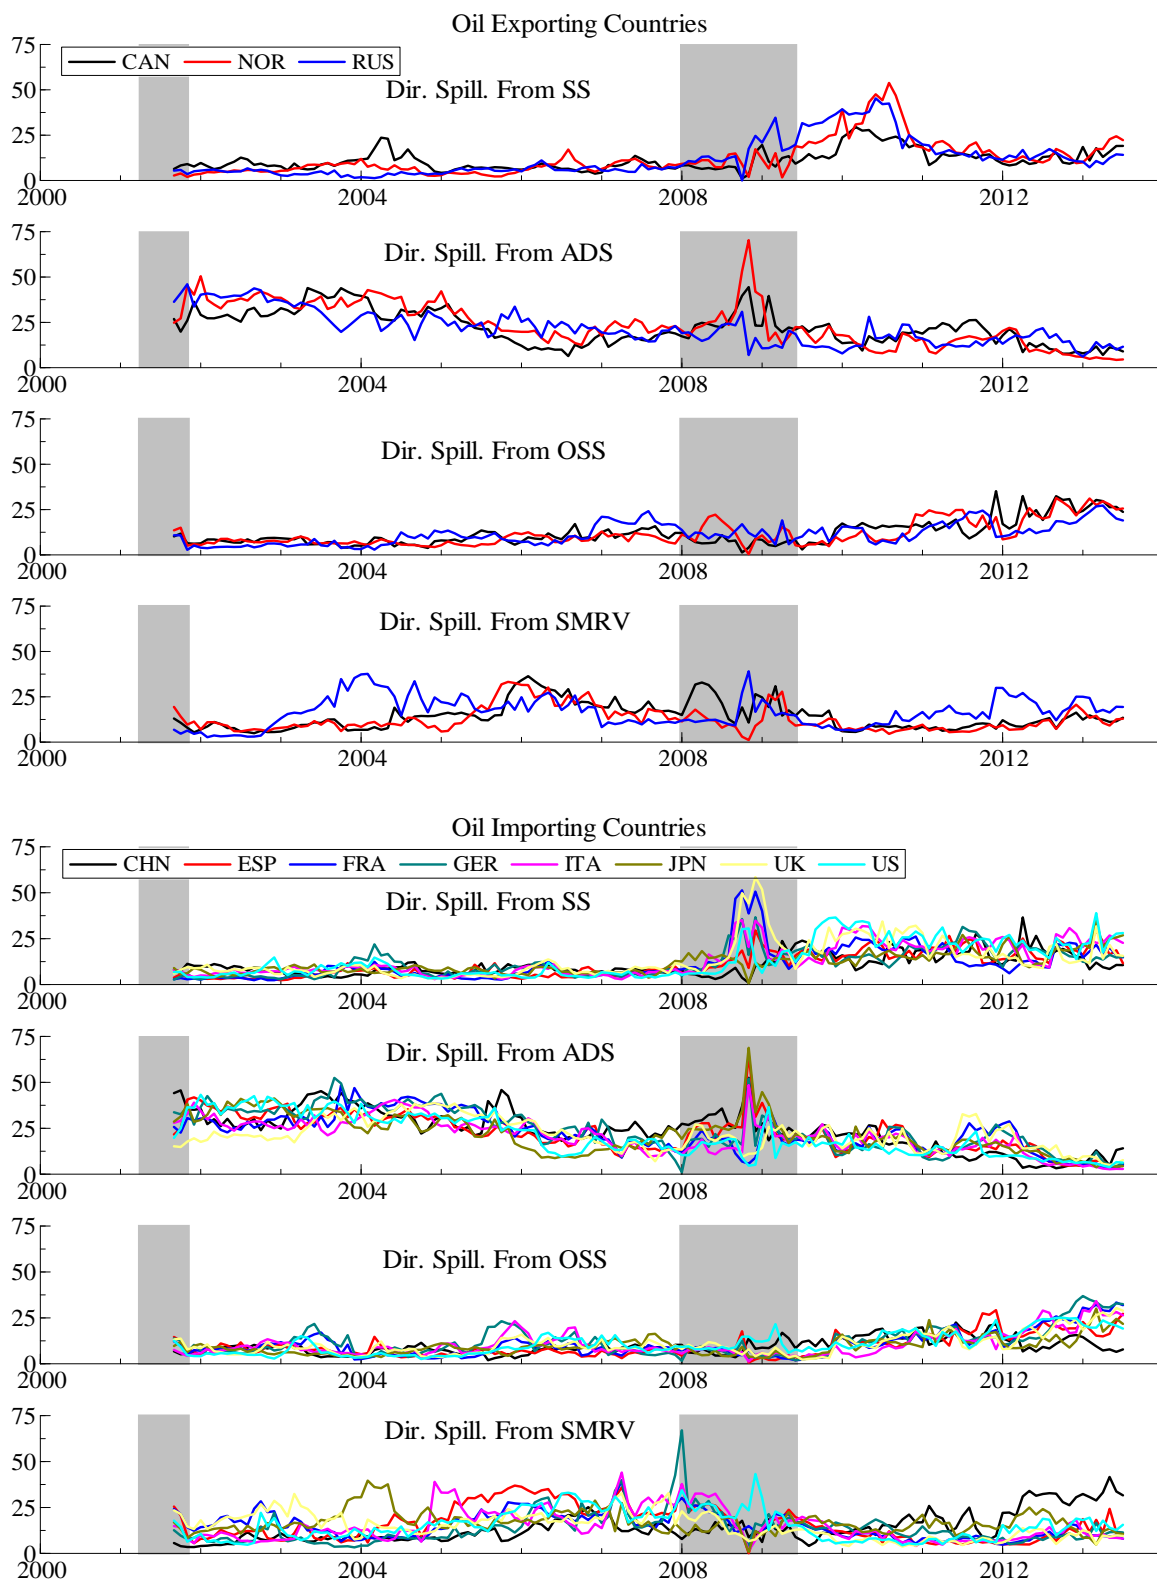 Oil Exporting Countries
75
CAN NOR RUS
50
Dir. Spill. From SS
25
0
2000 2004 2008 2012
75
Dir. Spill. From ADS
50
25
0
2000 2004 2008 2012
75
Dir. Spill. From OSS
50
25
0
2000 2004 2008 2012
75
Dir. Spill. From SMRV
50
25
0
2000 2004 2008 2012
Oil Importing Countries
75
CHN ESP FRA GER ITA JPN UK US
50
Dir. Spill. From SS
25
0
2000 2004 2008 2012
75
Dir. Spill. From ADS
50
25
0
2000 2004 2008 2012
75
Dir. Spill. From OSS
50
25
0
2000 2004 2008 2012
75
Dir. Spill. From SMRV
50
25
0
2000 2004 2008 2012